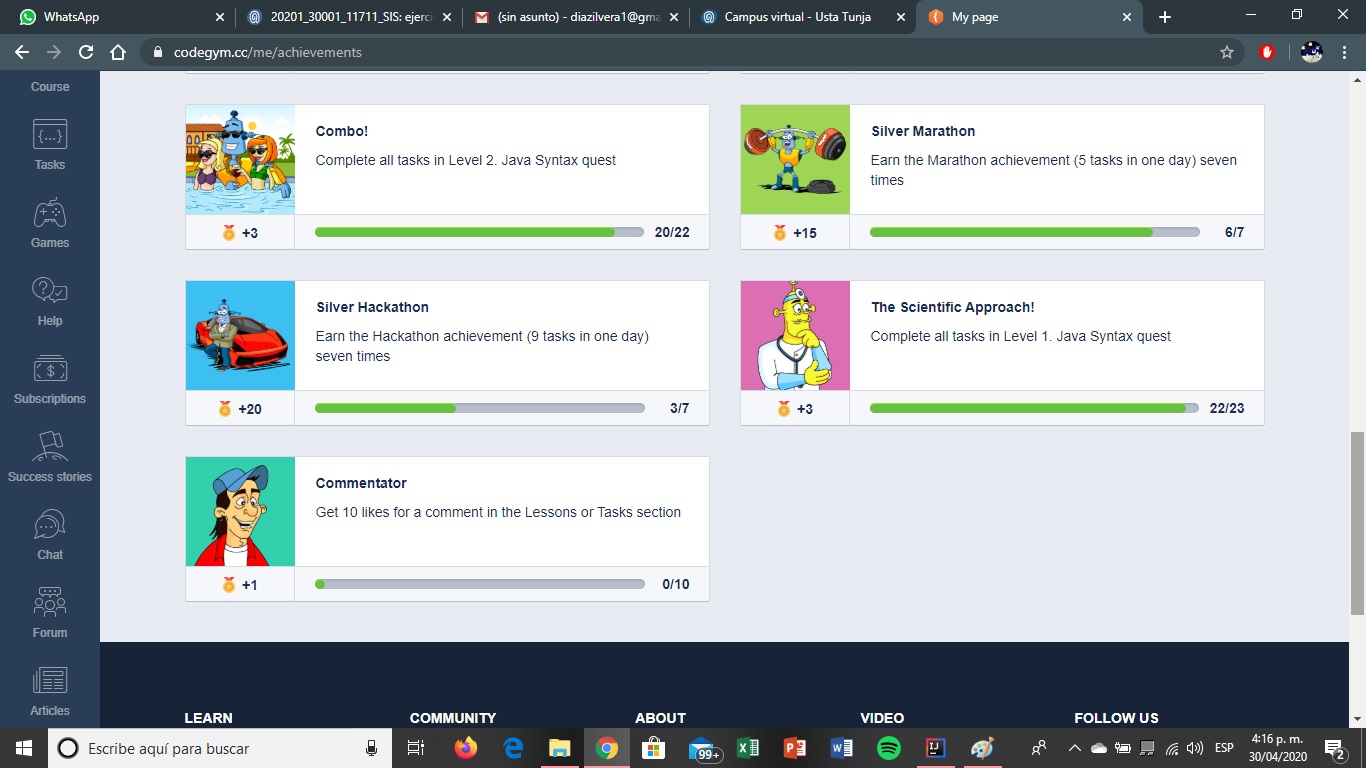 WhatsApp
20201_30001_11711_SIS: ejerci
(sin asunto) - diazilvera1@gma
Campus virtual - Usta Tunja
My page
codegym.cc/me/achievements
Course
Tasks
Games
Help
Subscriptions
Success stories
Chat
Forum
Articles
Combo!
Complete all tasks in Level 2. Java Syntax quest
+3
20/22
Silver Marathon
Earn the Marathon achievement (5 tasks in one day) seven
times
+15
6/7
Silver Hackathon
Earn the Hackathon achievement (9 tasks in one day)
seven times
+20
3/7
The Scientific Approach!
Complete all tasks in Level 1. Java Syntax quest
+3
22/23
Commentator
Get 10 likes for a comment in the Lessons or Tasks section
+1
0/10
LEARN
COMMUNITY
ABOUT
VIDEO
FOLLOW US
Escribe aquí para buscar
99+
ESP
4:16 p. m.
30/04/2020
2